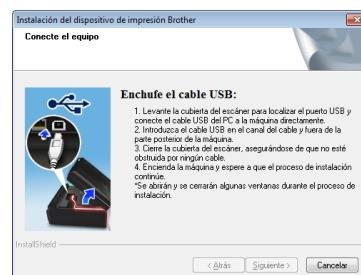 Instalación del dispositivo de impresión Brother
Conecte el equipo
Enchufe el cable USB:
1. Levante la cubierta del escáner para localizar el puerto USB y
conecte el cable USB del PC a la máquina directamente.
2. Introduzca el cable USB en el canal del cable y fuera de la
parte posterior de la máquina.
3. Cierre la cubierta del escáner, asegurándose de que no esté
obstruida por ningún cable.
4. Encienda la máquina y espere a que el proceso de instalación
continúe.
*Se abrirán y se cerrarán algunas ventanas durante el proceso de
instalación.
InstallShield
< Atrás Siguiente > Cancelar